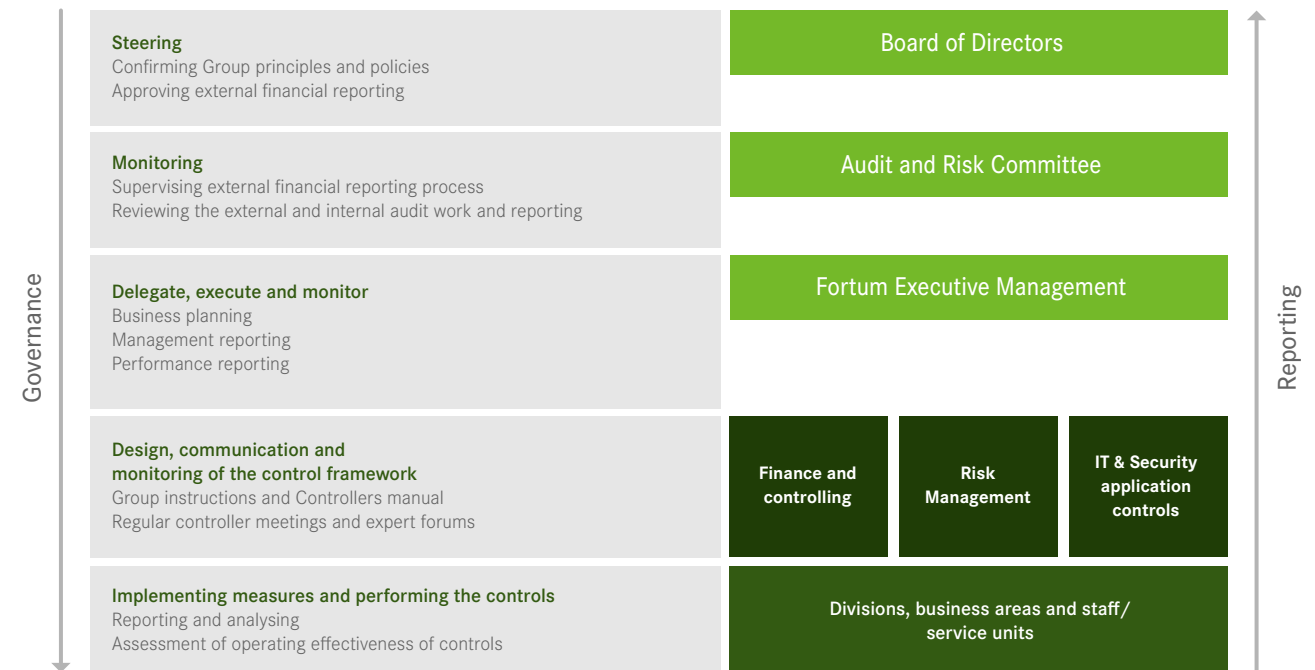 Governance
Steering
Confirming Group principles and policies
Approving external financial reporting
Board of Directors
Monitoring
Supervising external financial reporting process
Reviewing the external and internal audit work and reporting
Audit and Risk Committee
Delegate, execute and monitor
Business planning
Management reporting
Performance reporting
Fortum Executive Management
Design, communication and
monitoring of the control framework
Group instructions and Controllers manual
Regular controller meetings and expert forums
Finance and
controlling
Risk
Management
IT & Security
application
controls
Implementing measures and performing the controls
Reporting and analysing
Assessment of operating effectiveness of controls
Divisions, business areas and staff/
service units
Reporting